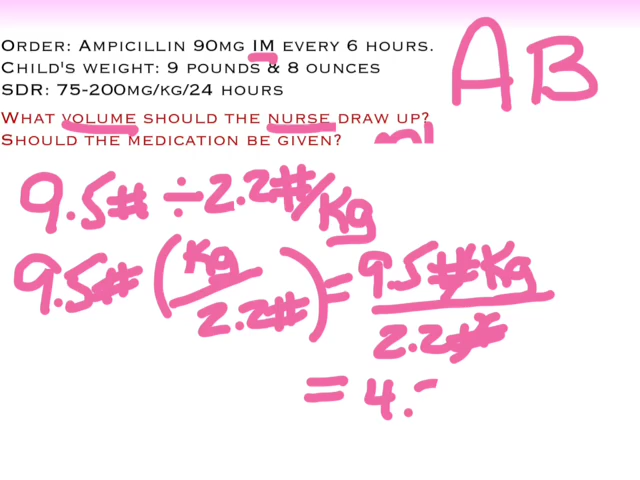 ORDER: AMPICILLIN 90MG IM EVERY 6 HOURS.
CHILD'S WEIGHT: 9 POUNDS & 8 OUNCES
SDR: 75-200MG/KG/24 HOURS
WHAT VOLUME SHOULD THE NURSE DRAW UP?
SHOULD THE MEDICATION BE GIVEN?
AB
9.5# ÷ 2.2#/Kg
9.5# (Kg/2.2#) = 9.5# Kg/2.2#
= 4.